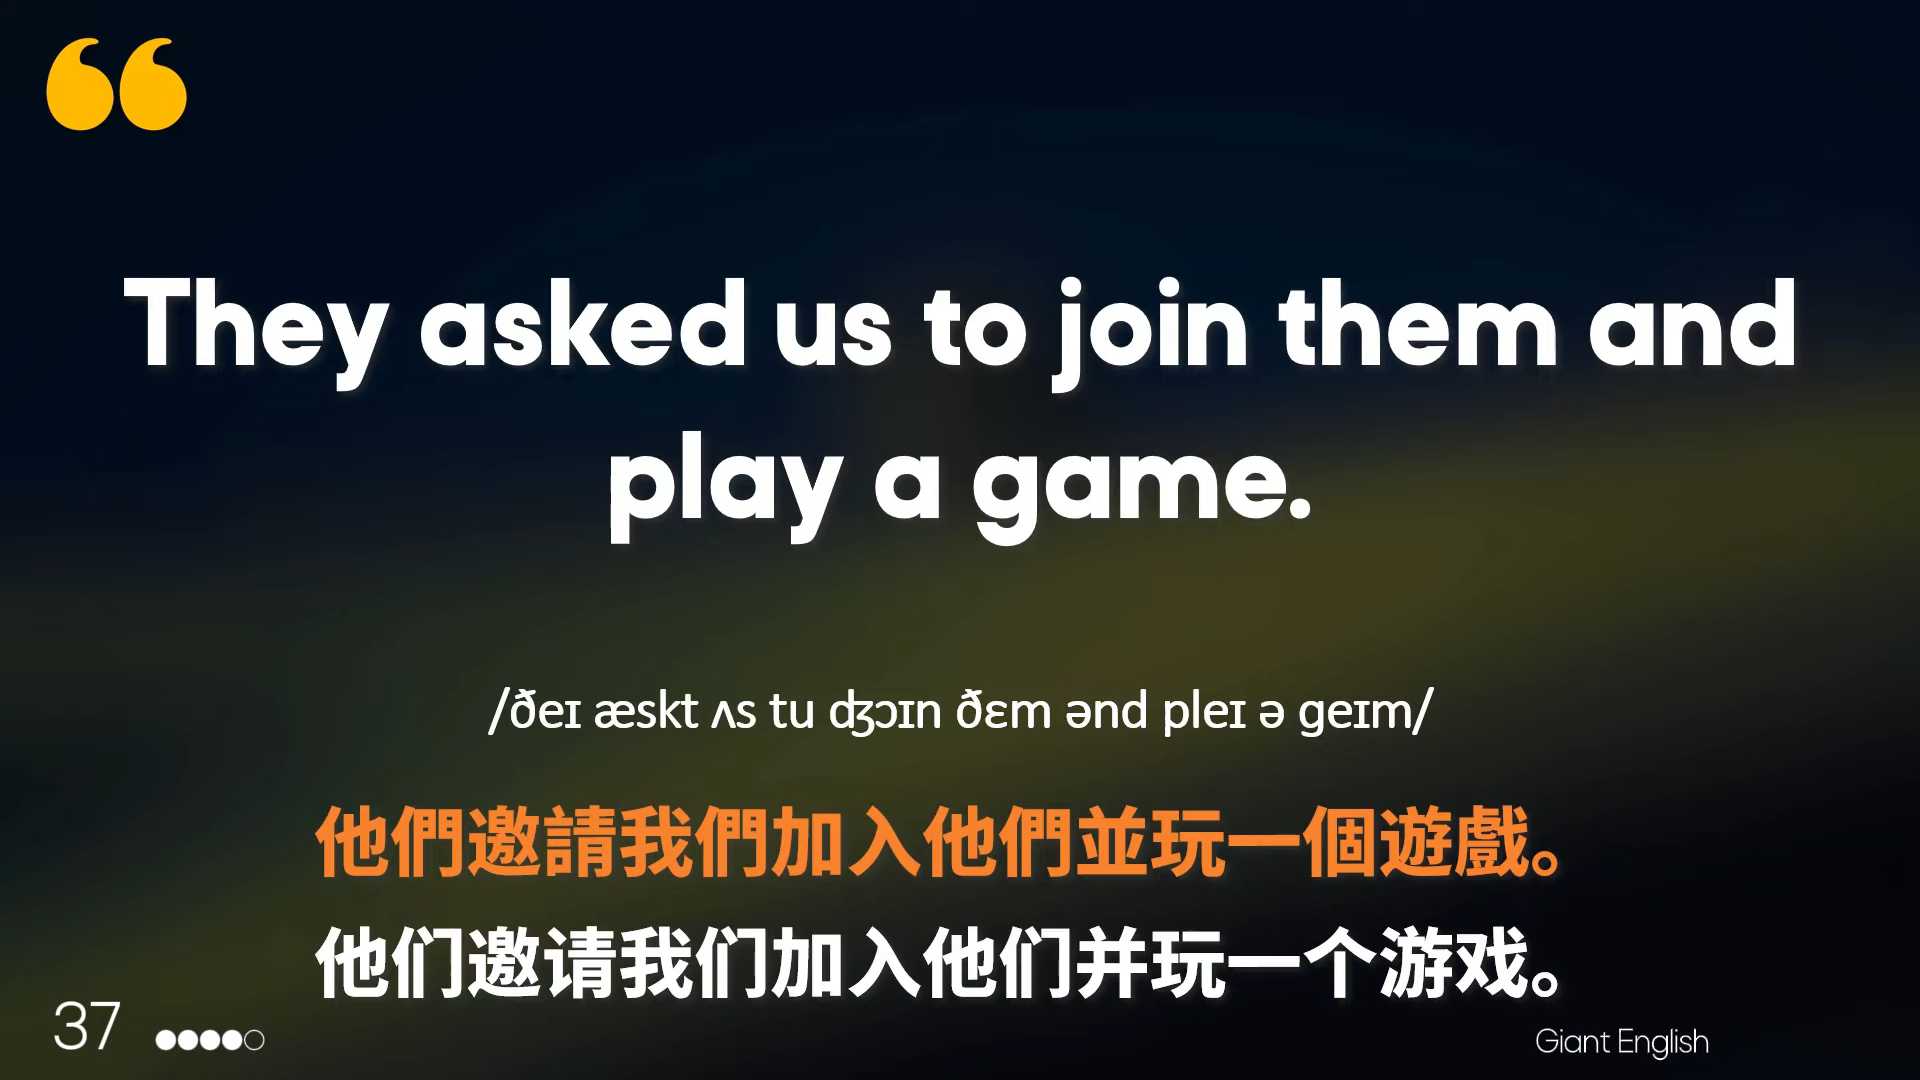 They asked us to join them and
play a game.
/ðeɪ æskt ʌs tu ʤɔɪn ðɛm ənd pleɪ ə geɪm/
他們邀請我們加入他們並玩一個遊戲。
他们邀请我们加入他们并玩一个游戏。
37
Giant English